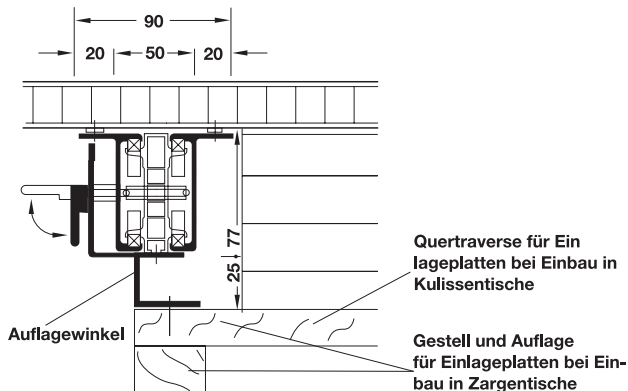 90
20 50 20
77
25
Quertraverse für Ein
lageplatten bei Einbau in
Kulissentische
Auflagewinkel
Gestell und Auflage
für Einlageplatten bei Ein-
bau in Zargentische